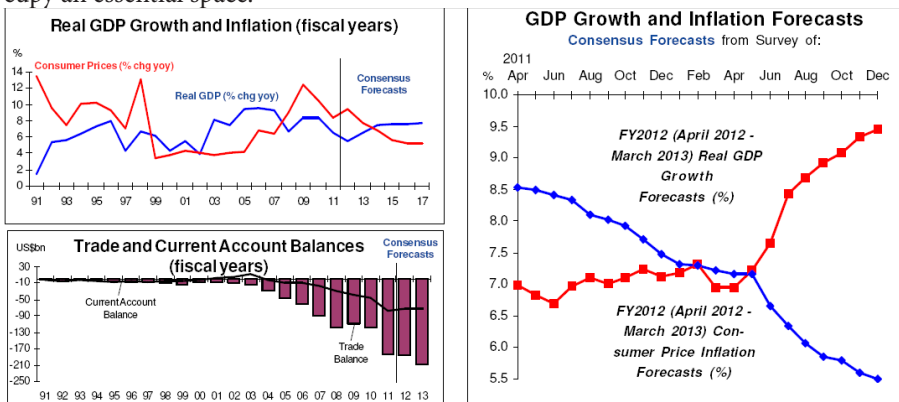 cupy an essential space.
Real GDP Growth and Inflation (fiscal years)
%
Consumer Prices (% chg yoy)
Consensus
Forecasts
Real GDP (% chg yoy)
14
12
10
8
6
4
2
0
91 93 95 97 99 01 03 05 07 09 11 13 15 17
US$bn
Trade and Current Account Balances
(fiscal years)
Consensus
Forecasts
30
-10
-50
-90
-130
-170
-210
-250
Current Account
Balance
Trade
Balance
91 92 93 94 95 96 97 98 99 00 01 02 03 04 05 06 07 08 09 10 11 12 13
GDP Growth and Inflation Forecasts
Consensus Forecasts from Survey of:
2011
% Apr Jun Aug Oct Dec Feb Apr Jun Aug Oct Dec
10.0
9.5
9.0
8.5
8.0
7.5
7.0
6.5
6.0
5.5
FY2012 (April 2012 -
March 2013) Real GDP
Growth
Forecasts (%)
FY2012 (April 2012 -
March 2013) Con-
sumer Price Inflation
Forecasts (%)